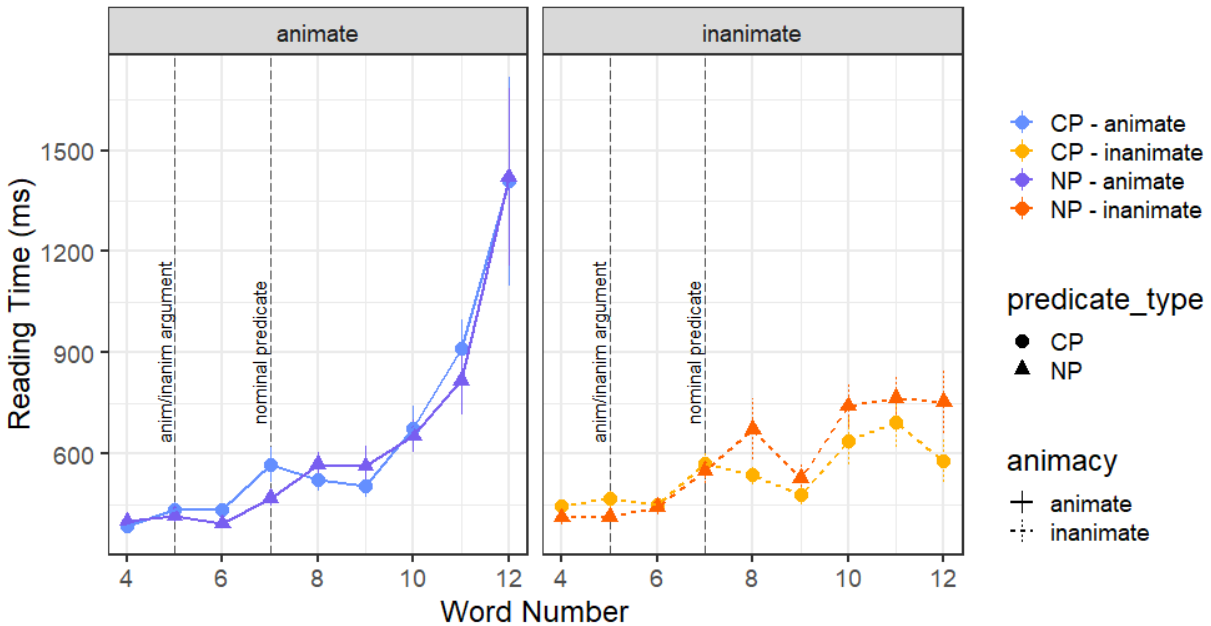 animate
inanimate
Reading Time (ms)
1500
1200
900
600
anim/inanim argument
nominal predicate
anim/inanim argument
nominal predicate
4 6 8 10 12
4 6 8 10 12
Word Number
CP - animate
CP - inanimate
NP - animate
NP - inanimate
predicate_type
CP
NP
animacy
animate
inanimate